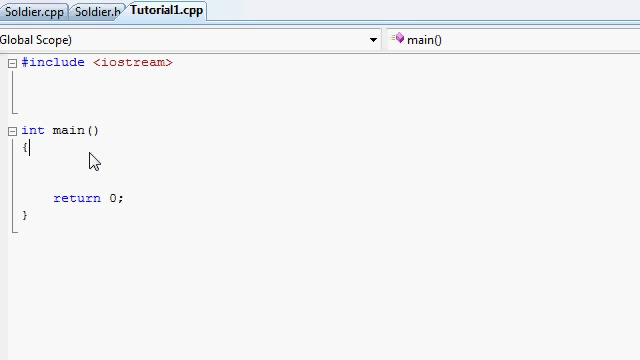 Soldier.cpp Soldier.h Tutorial1.cpp
Global Scope) main()
#include <iostream>
int main()
{
return 0;
}